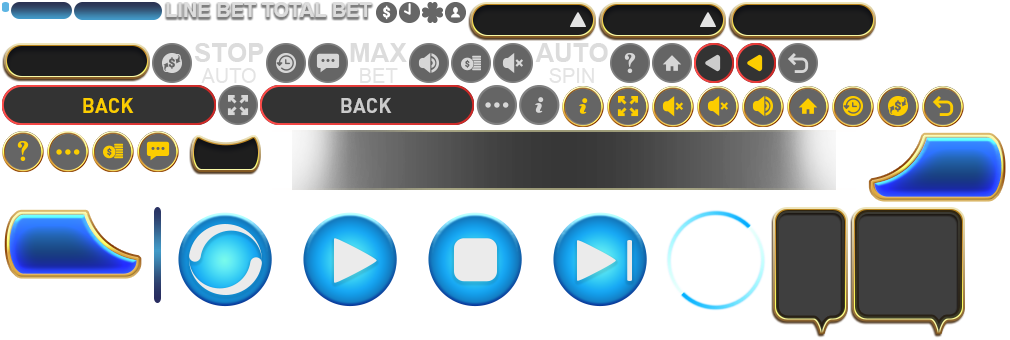 LINE BET TOTAL BET
STOP
AUTO
MAX
BET
AUTO
SPIN
BACK
BACK